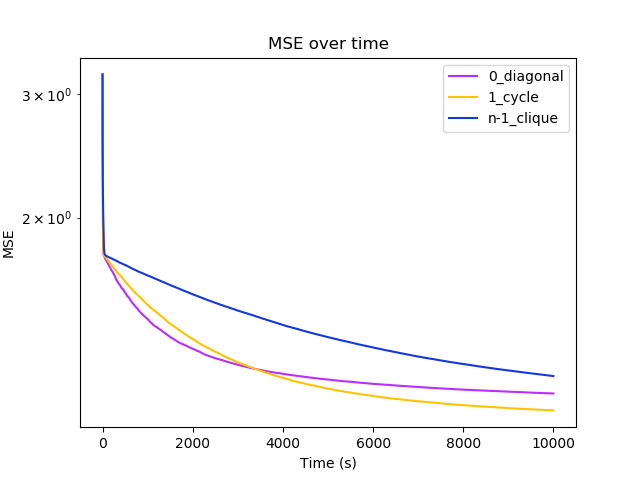 MSE over time
MSE
3 × 10⁰
2 × 10⁰
0_diagonal
1_cycle
n-1_clique
0 2000 4000 6000 8000 10000
Time (s)